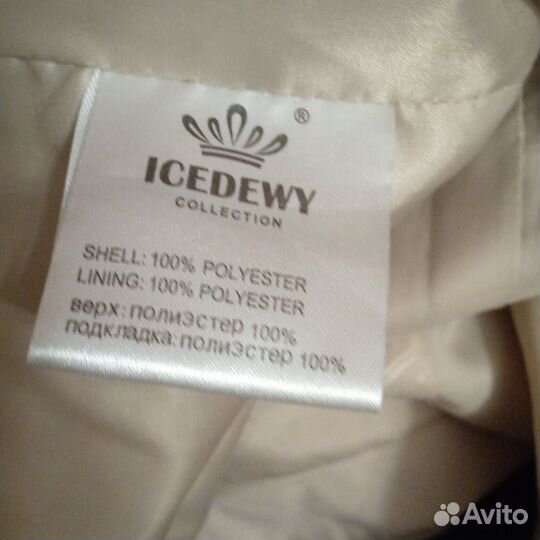 ®
ICEDEWY
COLLECTION
SHELL: 100% POLYESTER
LINING: 100% POLYESTER
верх: полиэстер 100%
подкладка: полиэстер 100%
Avito